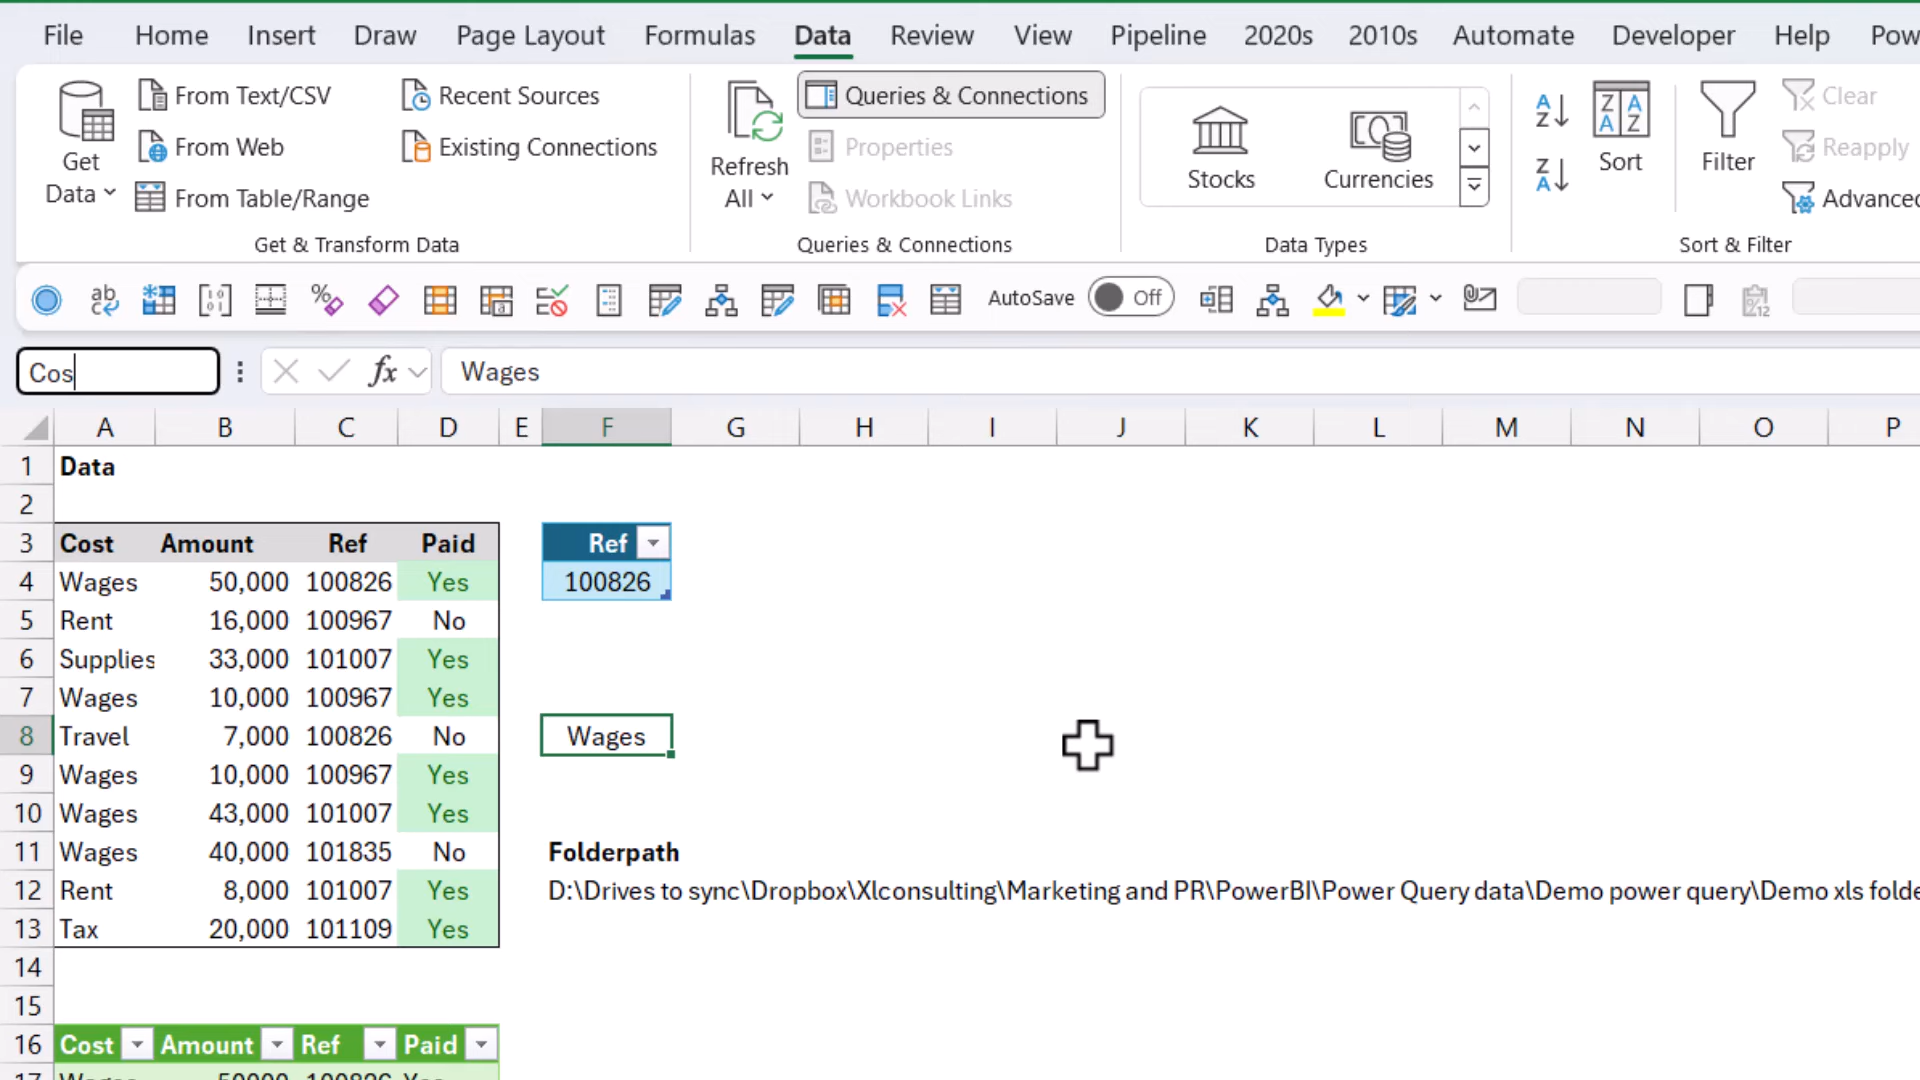 File Home Insert Draw Page Layout Formulas Data Review View Pipeline 2020s 2010s Automate Developer Help
Get Data
From Text/CSV
From Web
From Table/Range
Recent Sources
Existing Connections
Get & Transform Data
Refresh All
Queries & Connections
Properties
Workbook Links
Queries & Connections
Stocks
Currencies
Data Types
Sort
Filter
Clear
Reapply
Advanced
Sort & Filter
AutoSave Off
Cos fx Wages
A B C D E F G H I J K L M N O P
1 Data
2
3 Cost Amount Ref Paid Ref
4 Wages 50,000 100826 Yes 100826
5 Rent 16,000 100967 No
6 Supplies 33,000 101007 Yes
7 Wages 10,000 100967 Yes
8 Travel 7,000 100826 No Wages
9 Wages 10,000 100967 Yes
10 Wages 43,000 101007 Yes
11 Wages 40,000 101835 No Folderpath
12 Rent 8,000 101007 Yes D:\Drives to sync\Dropbox\Xlconsulting\Marketing and PR\PowerBI\Power Query data\Demo power query\Demo xls folde
13 Tax 20,000 101109 Yes
14
15
16 Cost Amount Ref Paid
17 Wages 50000 100826 Yes